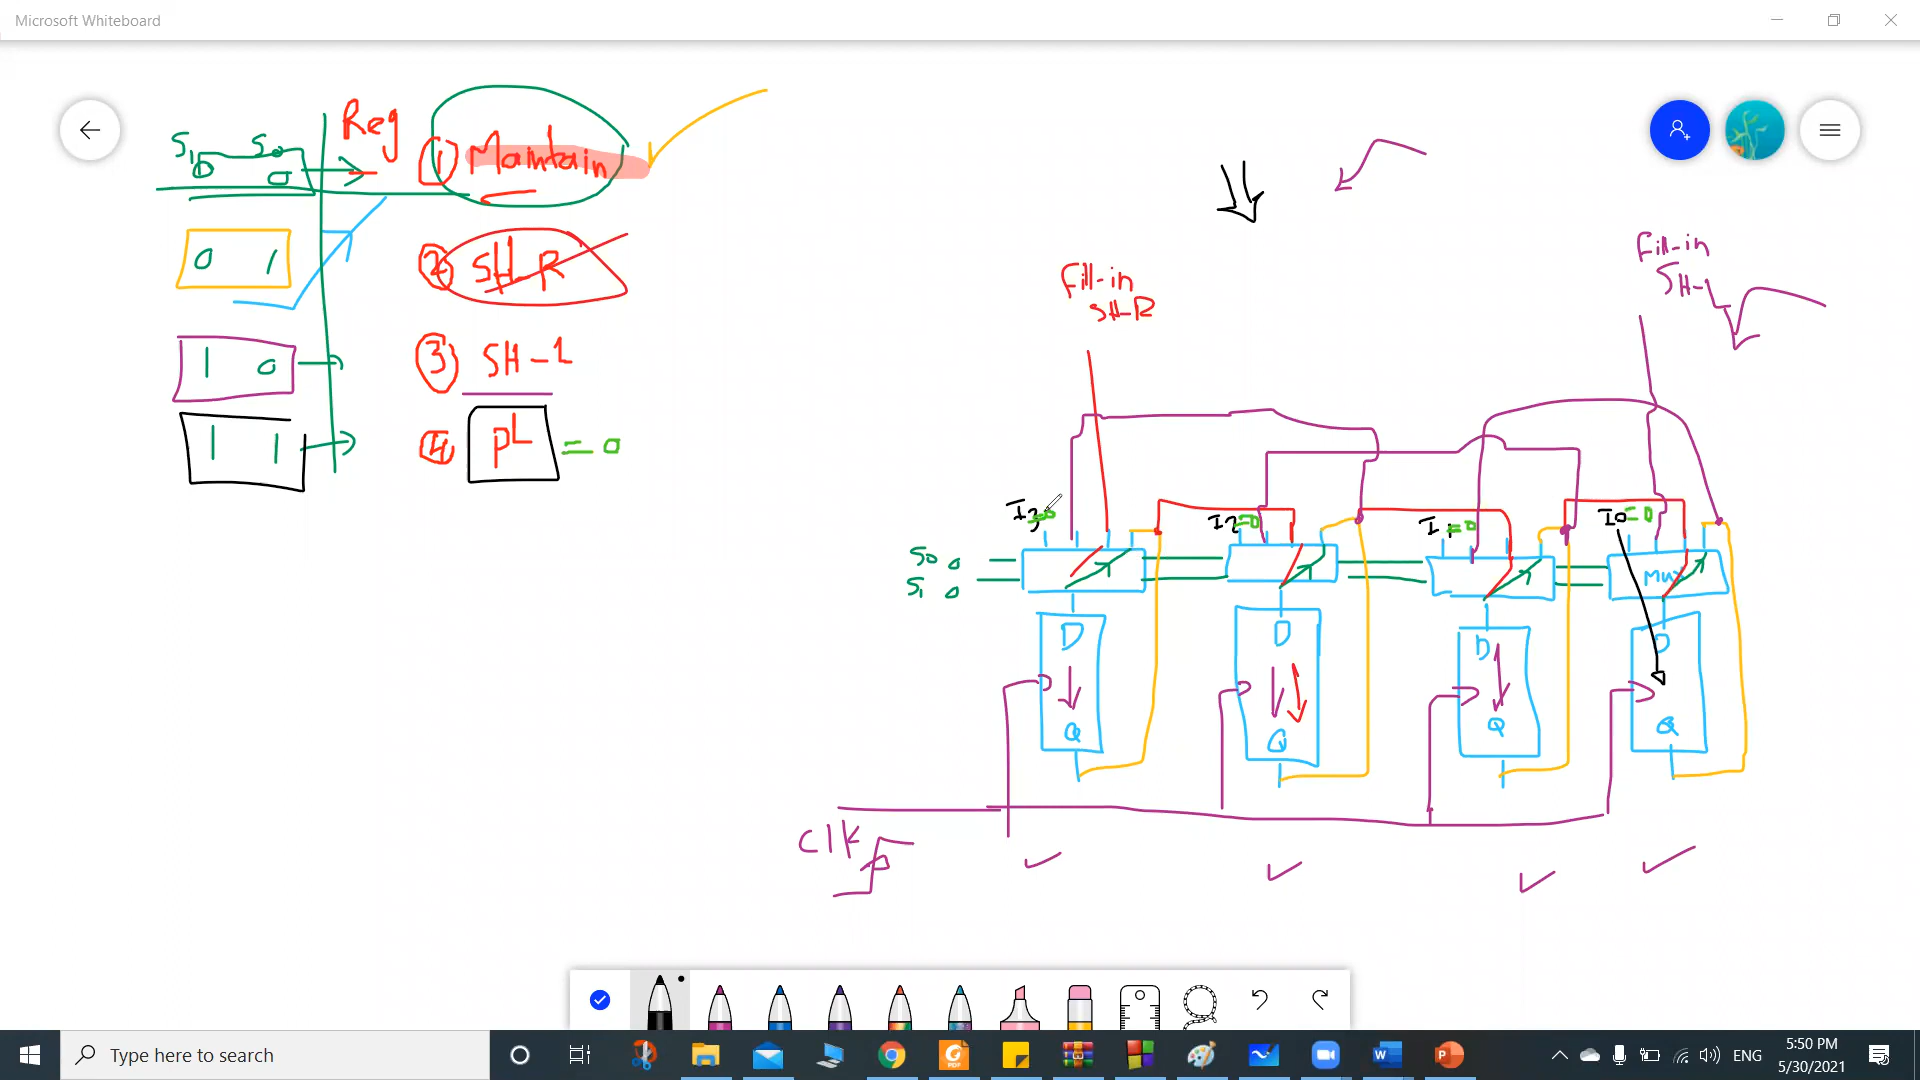 Microsoft Whiteboard
S1 S0 Reg ① Maintain
0 0
0 1 ② SH-R
1 0 ③ SH-L
1 1 ④ PL = 0
Fill-in
SH-R
Fill-in
SH-L
I3 = 0 I2 = 0 I1 = 0 I0 = 0
S0 0
S1 0
MUX
D D D D
Q Q Q Q
Clk
Type here to search
ENG
5:50 PM
5/30/2021